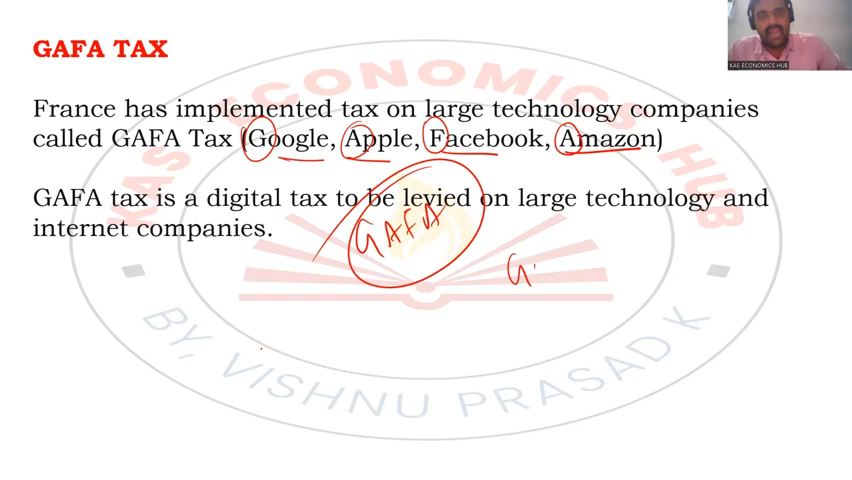 GAFA TAX
KAS ECONOMICS HUB
France has implemented tax on large technology companies
called GAFA Tax (Google, Apple, Facebook, Amazon)
GAFA tax is a digital tax to be levied on large technology and
internet companies.
GAFA
G
KAS ECONOMICS HUB
BY, VISHNU PRASAD K